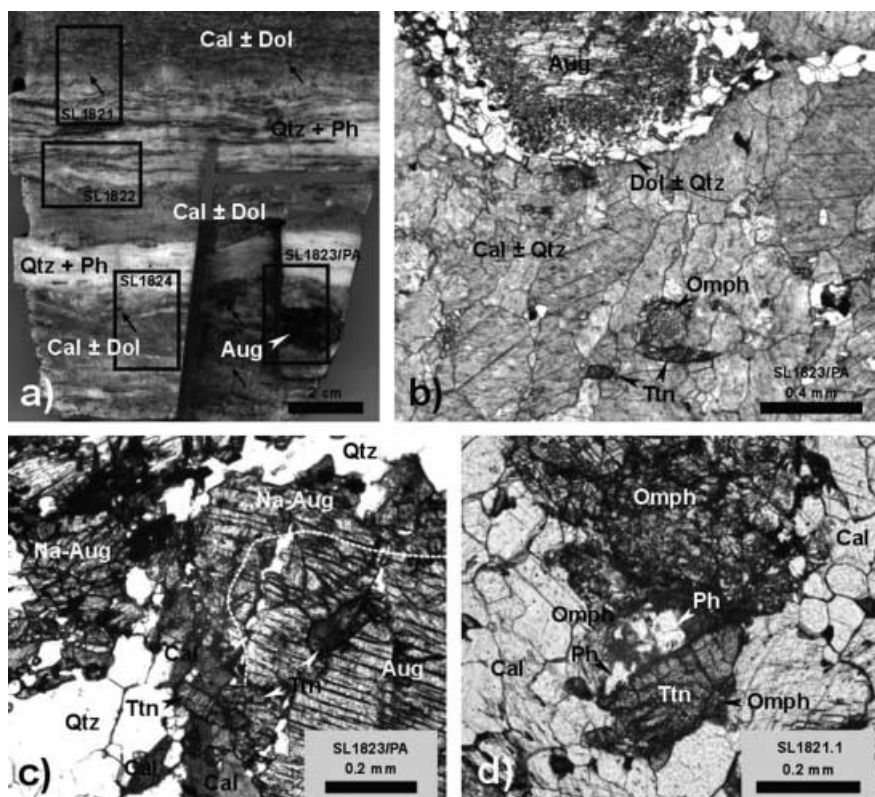 Cal ± Dol
SL1821
Qtz + Ph
SL1822
Cal ± Dol
Qtz + Ph
SL1823/PA
SL1824
Cal ± Dol
Aug
a)
2 cm
Aug
Dol ± Qtz
Cal ± Qtz
Omph
Ttn
b)
SL1823/PA
0.4 mm
Qtz
Na-Aug
Na-Aug
Cal
Aug
Ttn
Ttn
Qtz
Cal
Cal
c)
SL1823/PA
0.2 mm
Omph
Cal
Ph
Omph
Ph
Cal
Ttn
Omph
d)
SL1821.1
0.2 mm